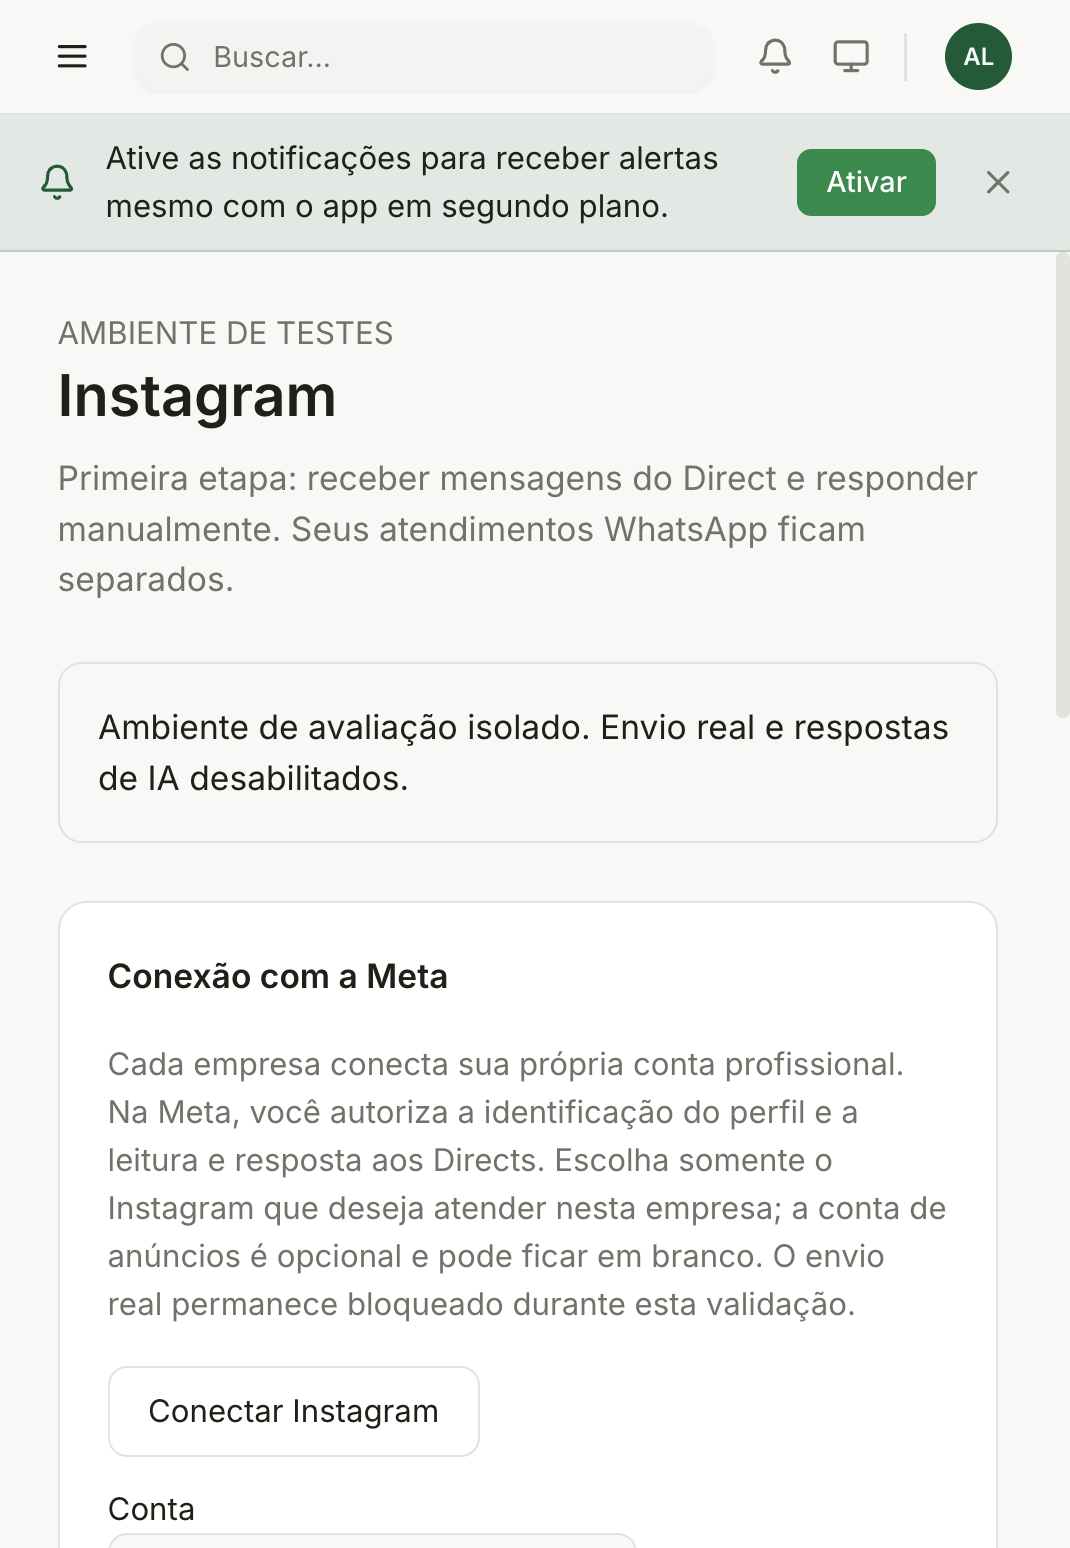 Buscar...
AL
Ative as notificações para receber alertas
mesmo com o app em segundo plano.
Ativar
AMBIENTE DE TESTES
Instagram
Primeira etapa: receber mensagens do Direct e responder
manualmente. Seus atendimentos WhatsApp ficam
separados.
Ambiente de avaliação isolado. Envio real e respostas
de IA desabilitados.
Conexão com a Meta
Cada empresa conecta sua própria conta profissional.
Na Meta, você autoriza a identificação do perfil e a
leitura e resposta aos Directs. Escolha somente o
Instagram que deseja atender nesta empresa; a conta de
anúncios é opcional e pode ficar em branco. O envio
real permanece bloqueado durante esta validação.
Conectar Instagram
Conta